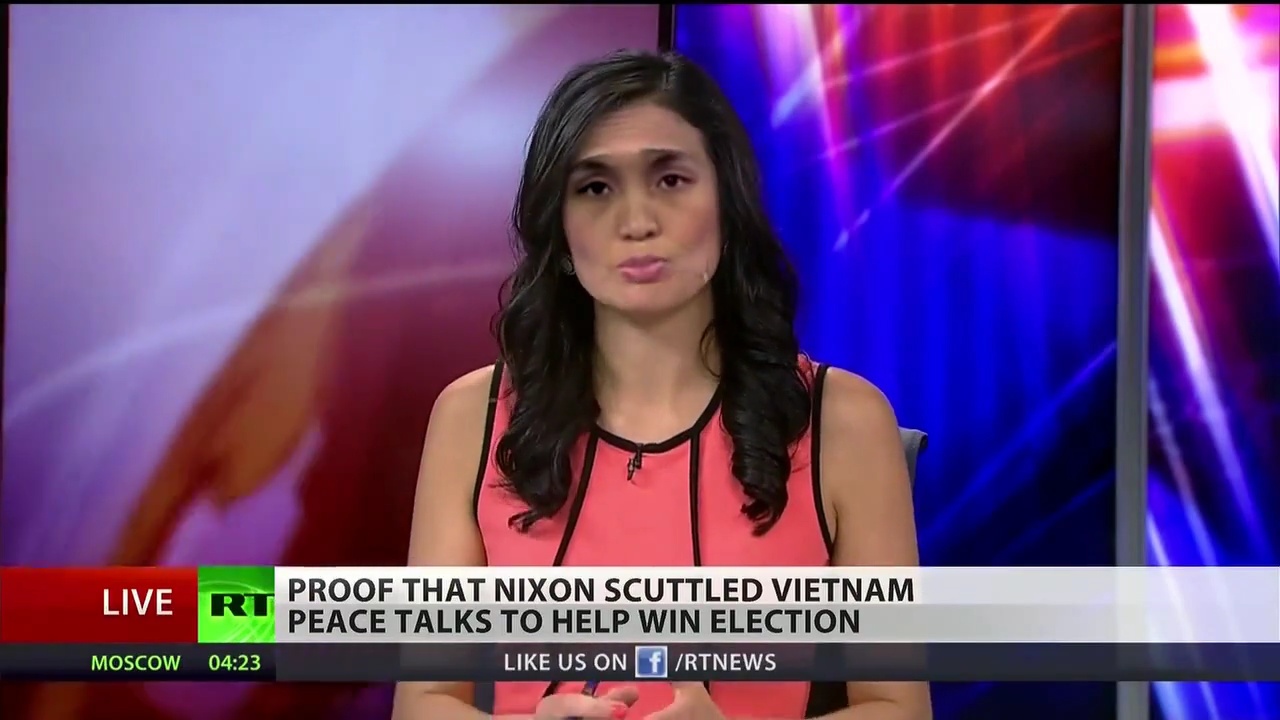 LIVE
RT
PROOF THAT NIXON SCUTTLED VIETNAM
PEACE TALKS TO HELP WIN ELECTION
MOSCOW 04:23
LIKE US ON f /RTNEWS